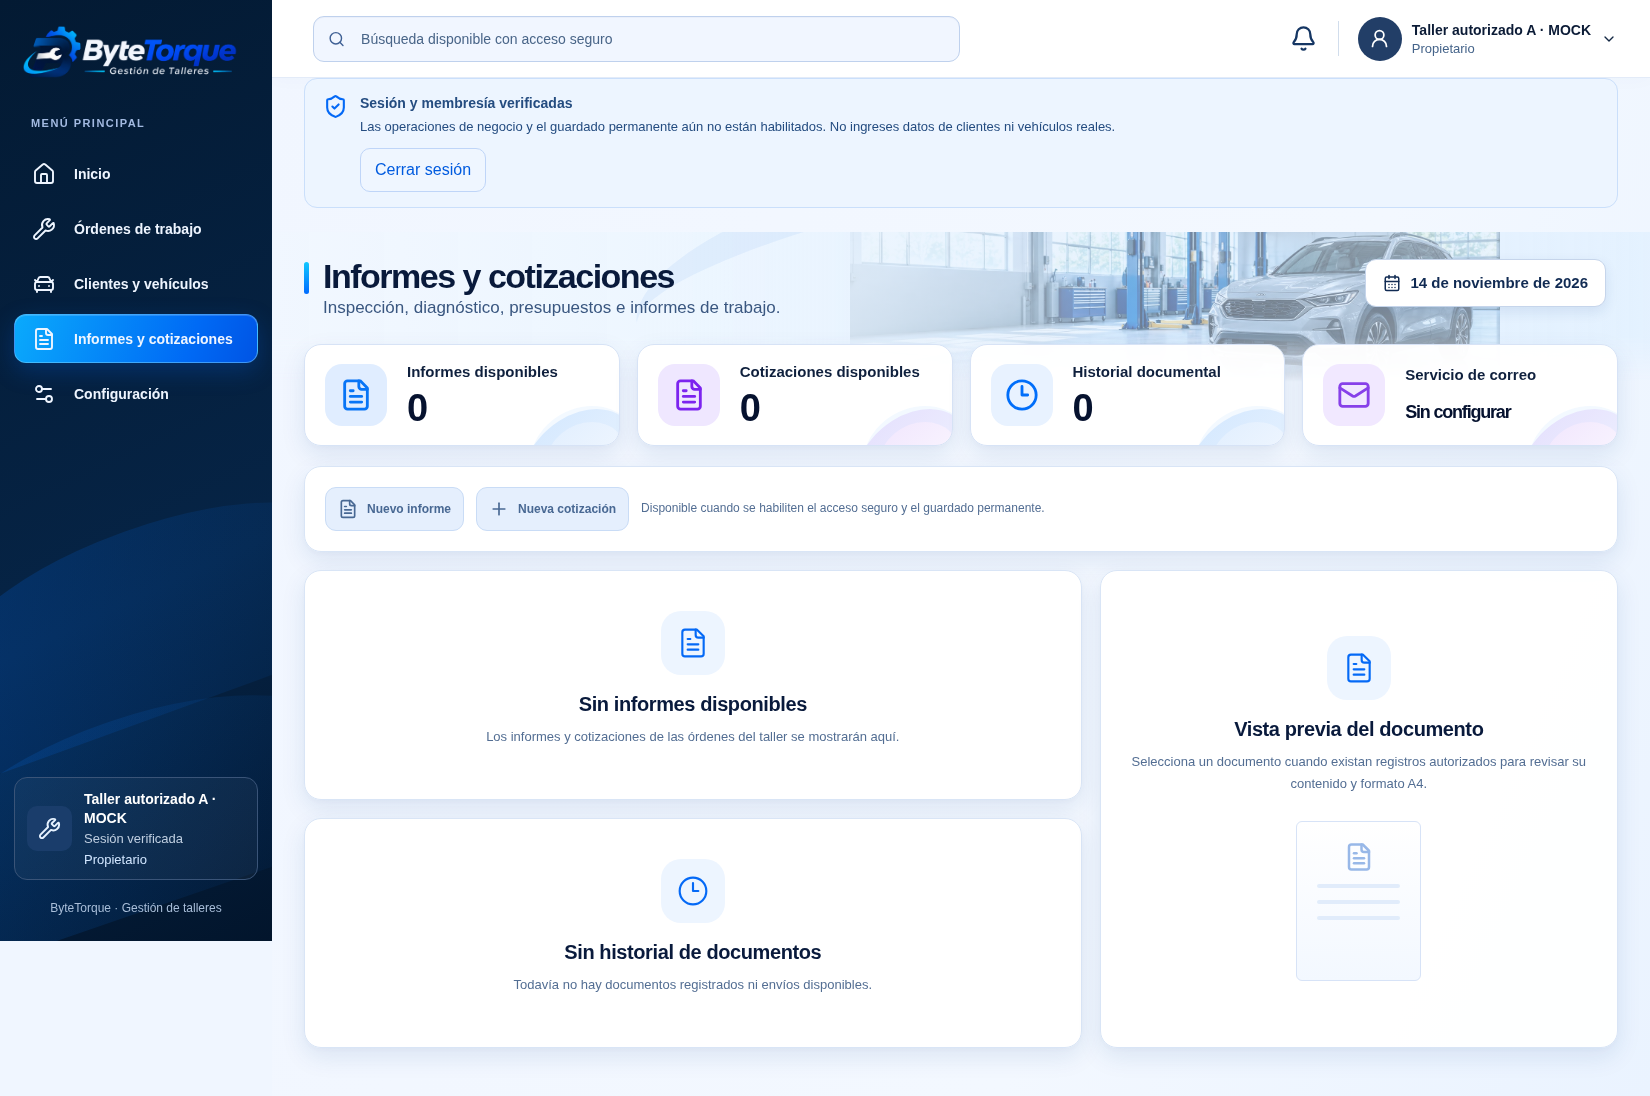 ByteTorque
Gestión de Talleres
MENÚ PRINCIPAL
Inicio
Órdenes de trabajo
Clientes y vehículos
Informes y cotizaciones
Configuración
Taller autorizado A ·
MOCK
Sesión verificada
Propietario
ByteTorque · Gestión de talleres
Búsqueda disponible con acceso seguro
Taller autorizado A · MOCK
Propietario
Sesión y membresía verificadas
Las operaciones de negocio y el guardado permanente aún no están habilitados. No ingreses datos de clientes ni vehículos reales.
Cerrar sesión
Informes y cotizaciones
Inspección, diagnóstico, presupuestos e informes de trabajo.
14 de noviembre de 2026
Informes disponibles
0
Cotizaciones disponibles
0
Historial documental
0
Servicio de correo
Sin configurar
Nuevo informe
Nueva cotización
Disponible cuando se habiliten el acceso seguro y el guardado permanente.
Sin informes disponibles
Los informes y cotizaciones de las órdenes del taller se mostrarán aquí.
Sin historial de documentos
Todavía no hay documentos registrados ni envíos disponibles.
Vista previa del documento
Selecciona un documento cuando existan registros autorizados para revisar su
contenido y formato A4.